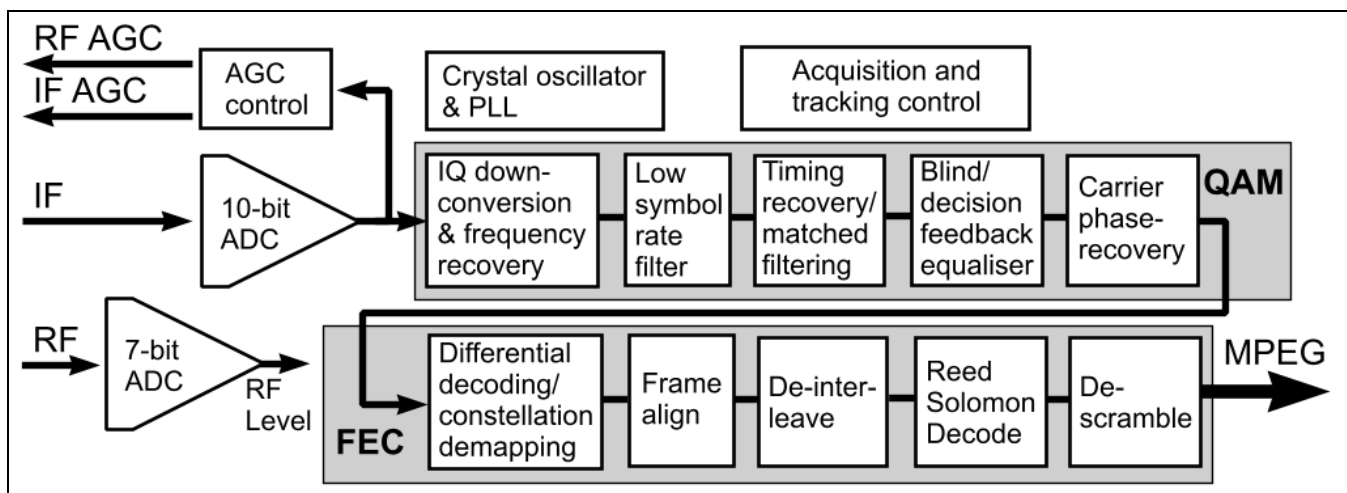 RF AGC
IF AGC
AGC
control
Crystal oscillator
& PLL
Acquisition and
tracking control
IF
10-bit
ADC
IQ down-
conversion
& frequency
recovery
Low
symbol
rate
filter
Timing
recovery/
matched
filtering
Blind/
decision
feedback
equaliser
Carrier
phase-
recovery
QAM
RF
7-bit
ADC
RF
Level
FEC
Differential
decoding/
constellation
demapping
Frame
align
De-inter-
leave
Reed
Solomon
Decode
De-
scramble
MPEG